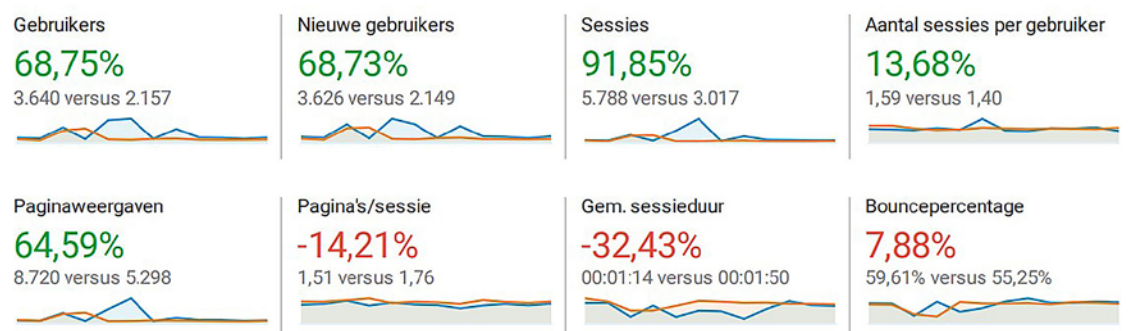 Gebruikers
68,75%
3.640 versus 2.157
Nieuwe gebruikers
68,73%
3.626 versus 2.149
Sessies
91,85%
5.788 versus 3.017
Aantal sessies per gebruiker
13,68%
1,59 versus 1,40
Paginaweergaven
64,59%
8.720 versus 5.298
Pagina's/sessie
-14,21%
1,51 versus 1,76
Gem. sessieduur
-32,43%
00:01:14 versus 00:01:50
Bouncepercentage
7,88%
59,61% versus 55,25%